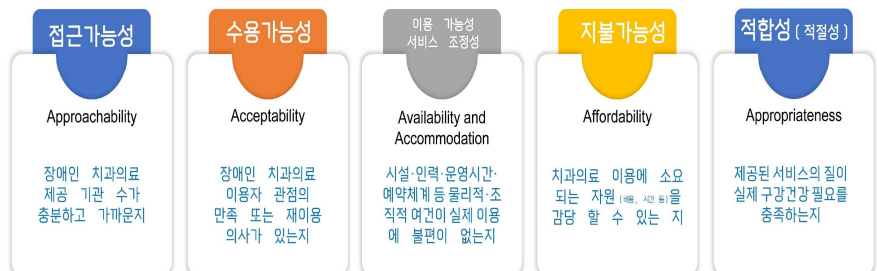 접근가능성
Approachability
장애인 치과의료
제공 기관 수가
충분하고 가까운지
수용가능성
Acceptability
장애인 치과의료
이용자 관점의
만족 또는 재이용
의사가 있는지
이용 가능성
서비스 조정성
Availability and
Accommodation
시설·인력·운영시간·
예약체계 등 물리적·조
직적 여건이 실제 이용
에 불편이 없는지
지불가능성
Affordability
치과의료 이용에 소요
되는 자원(비용, 시간 등)을
감당 할 수 있는 지
적합성(적절성)
Appropriateness
제공된 서비스의 질이
실제 구강건강 필요를
충족하는지